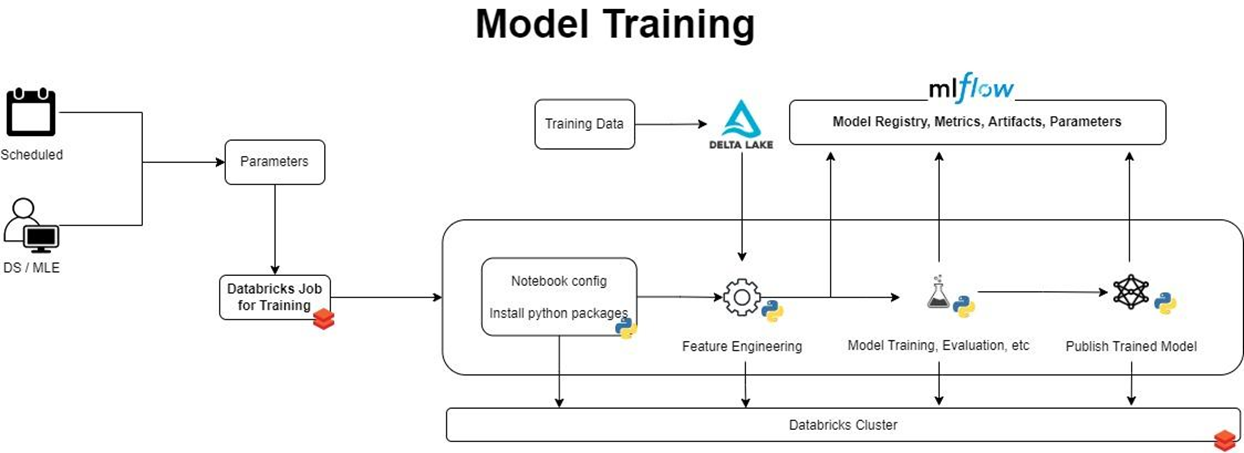 Model Training
Scheduled
DS / MLE
Parameters
Databricks Job
for Training
Training Data
DELTA LAKE
mlflow
Model Registry, Metrics, Artifacts, Parameters
Notebook config
Install python packages
Feature Engineering
Model Training, Evaluation, etc
Publish Trained Model
Databricks Cluster